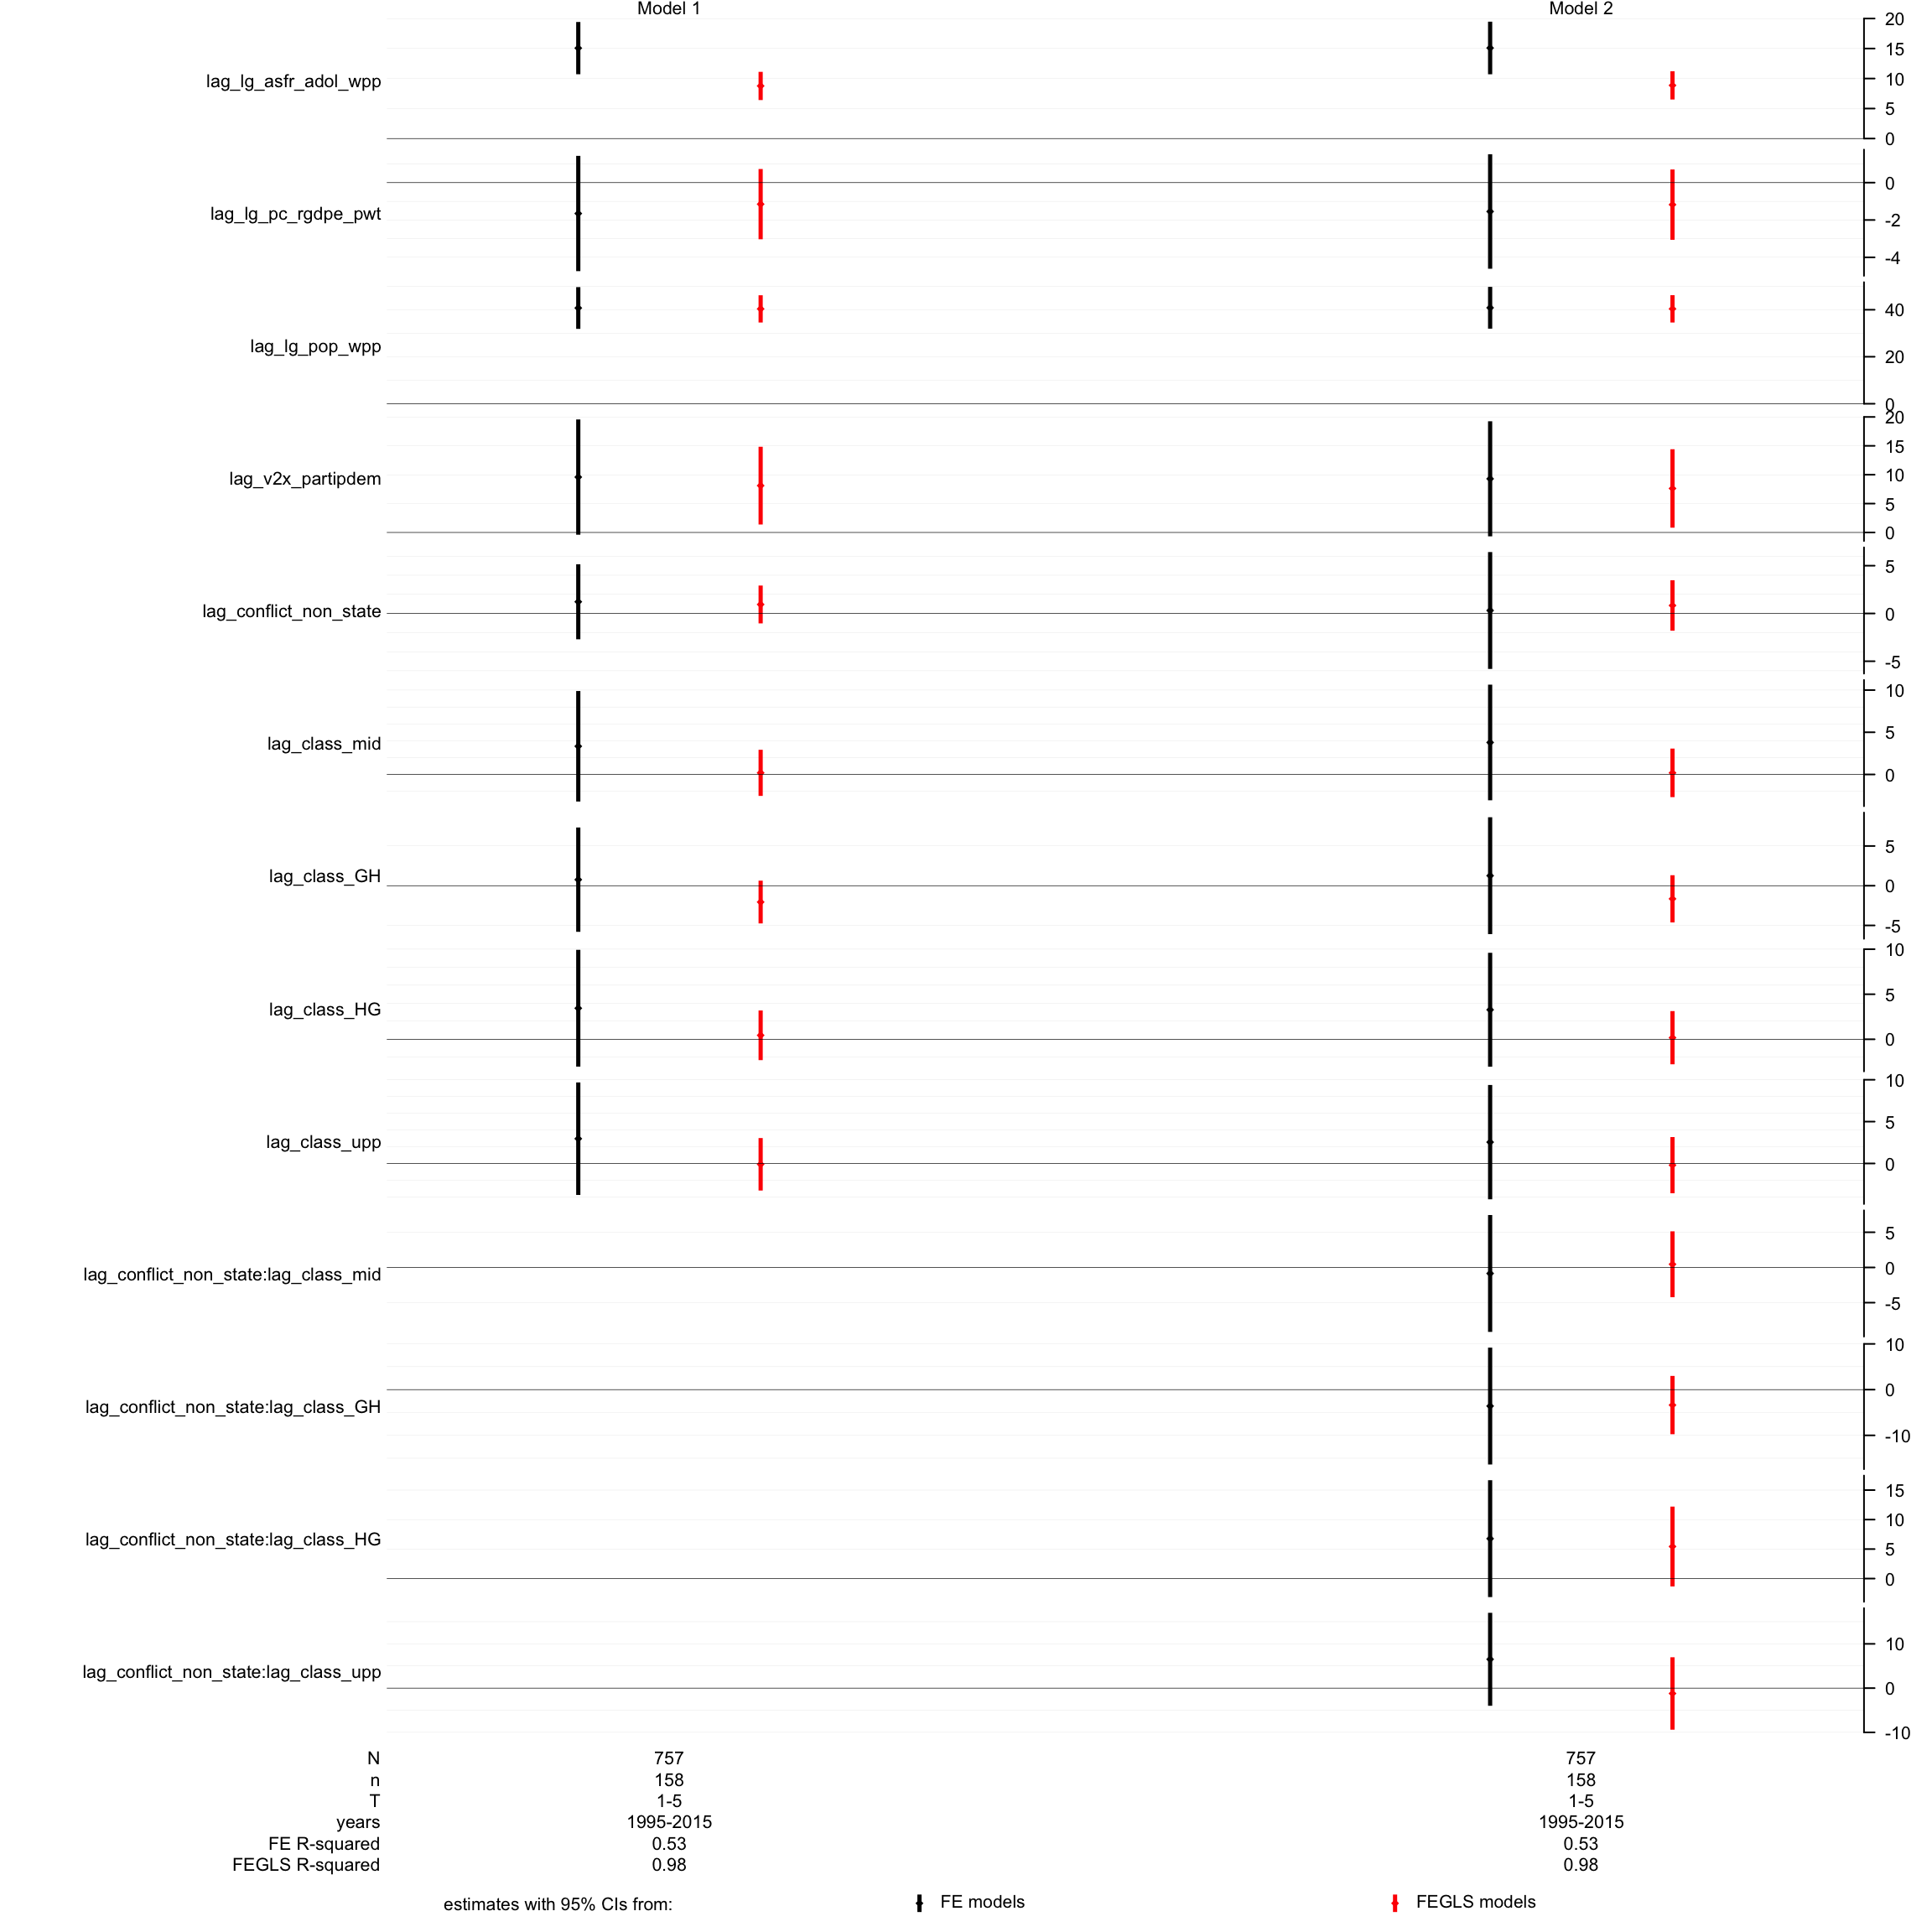 Model 1
Model 2
lag_lg_asfr_adol_wpp
20
15
10
5
0
lag_lg_pc_rgdpe_pwt
0
-2
-4
lag_lg_pop_wpp
40
20
0
lag_v2x_partipdem
20
15
10
5
0
lag_conflict_non_state
5
0
-5
lag_class_mid
10
5
0
lag_class_GH
5
0
-5
lag_class_HG
10
5
0
lag_class_upp
10
5
0
lag_conflict_non_state:lag_class_mid
5
0
-5
lag_conflict_non_state:lag_class_GH
10
0
-10
lag_conflict_non_state:lag_class_HG
15
10
5
0
lag_conflict_non_state:lag_class_upp
10
0
-10
N 757 757
n 158 158
T 1-5 1-5
years 1995-2015 1995-2015
FE R-squared 0.53 0.53
FEGLS R-squared 0.98 0.98
estimates with 95% CIs from: FE models FEGLS models